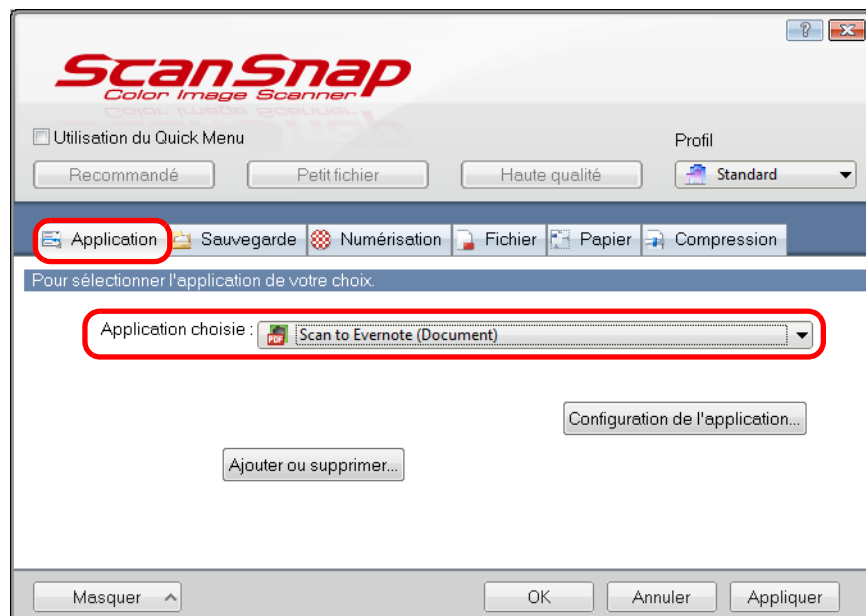 ScanSnap
Color Image Scanner
Utilisation du Quick Menu
Profil
Recommandé Petit fichier Haute qualité Standard
Application Sauvegarde Numérisation Fichier Papier Compression
Pour sélectionner l'application de votre choix.
Application choisie : PDF Scan to Evernote (Document)
Configuration de l'application...
Ajouter ou supprimer...
Masquer OK Annuler Appliquer